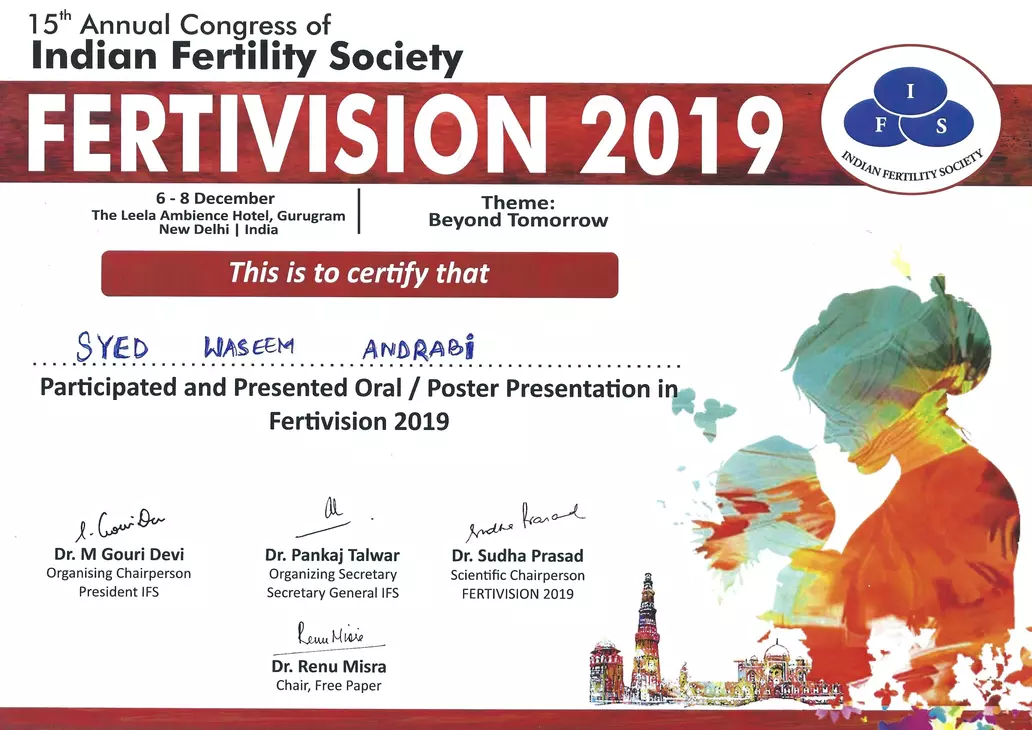 15th Annual Congress of
Indian Fertility Society
FERTIVISION 2019
I
F S
INDIAN FERTILITY SOCIETY
6 - 8 December
The Leela Ambience Hotel, Gurugram
New Delhi | India
Theme:
Beyond Tomorrow
This is to certify that
SYED WASEEM ANDRABI
Participated and Presented Oral / Poster Presentation in
Fertivision 2019
Sudha Prasad
Dr. M Gouri Devi
Organising Chairperson
President IFS
Dr. Pankaj Talwar
Organizing Secretary
Secretary General IFS
Dr. Sudha Prasad
Scientific Chairperson
FERTIVISION 2019
Renu Misra
Dr. Renu Misra
Chair, Free Paper